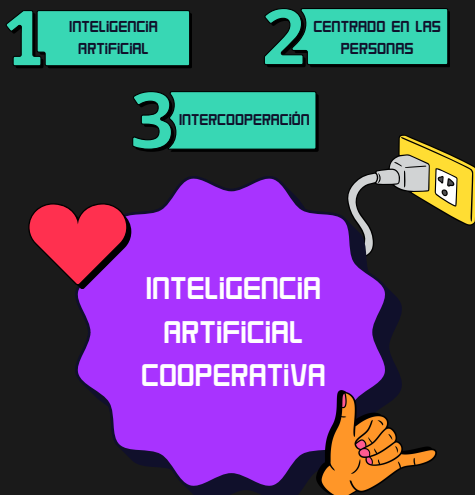 1 INTELIGENCIA
ARTIFICIAL
2 CENTRADO EN LAS
PERSONAS
3 INTERCOOPERACIÓN
INTELIGENCIA
ARTIFICIAL
COOPERATIVA